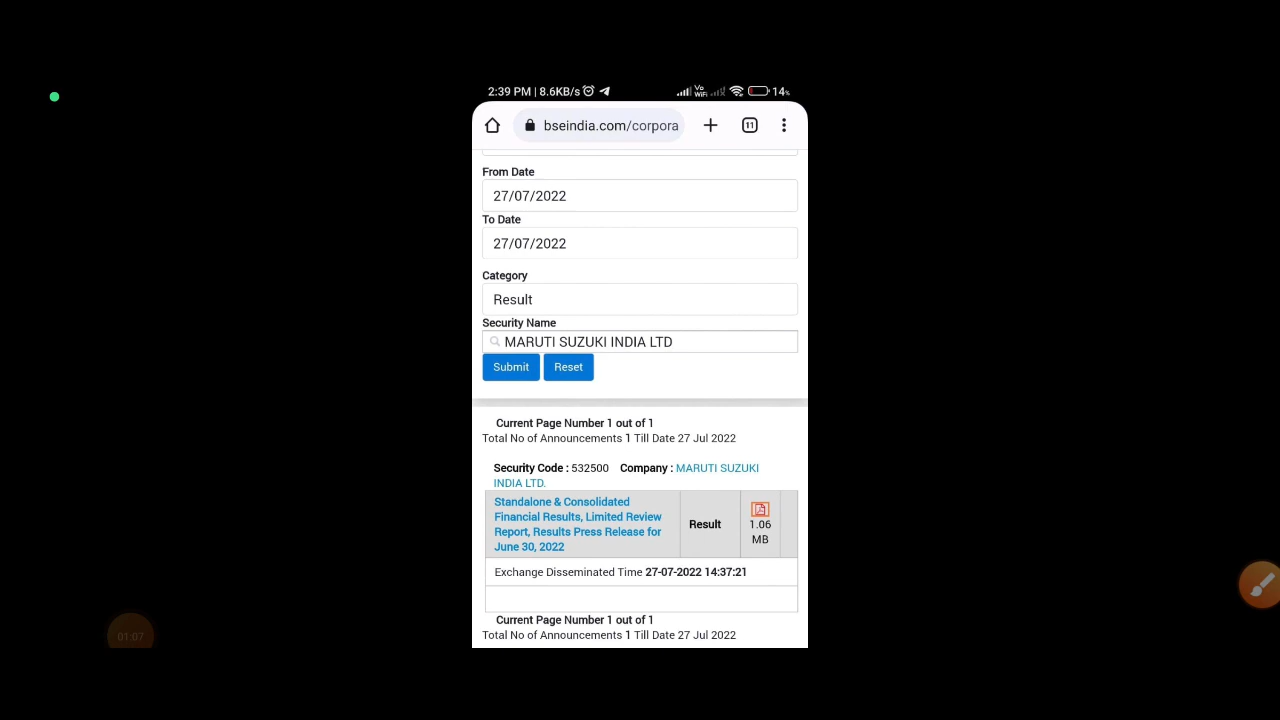 2:39 PM | 8.6KB/s Vo WiFi 14%
bseindia.com/corpora 11
From Date
27/07/2022
To Date
27/07/2022
Category
Result
Security Name
MARUTI SUZUKI INDIA LTD
Submit Reset
Current Page Number 1 out of 1
Total No of Announcements 1 Till Date 27 Jul 2022
Security Code : 532500 Company : MARUTI SUZUKI
INDIA LTD.
Standalone & Consolidated
Financial Results, Limited Review
Report, Results Press Release for
June 30, 2022
Result
1.06
MB
Exchange Disseminated Time 27-07-2022 14:37:21
Current Page Number 1 out of 1
Total No of Announcements 1 Till Date 27 Jul 2022
01:07